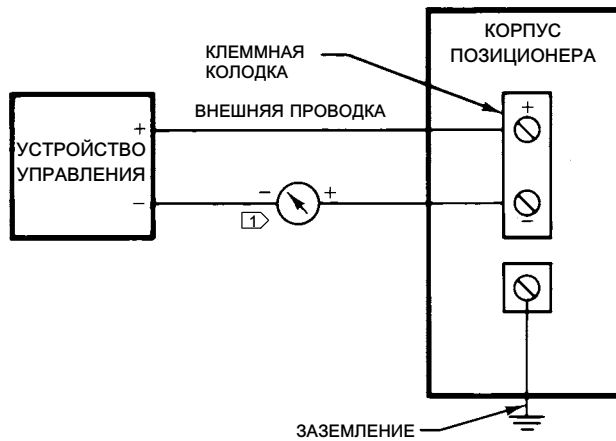 КОРПУС
ПОЗИЦИОНЕРА
КЛЕММНАЯ
КОЛОДКА
ВНЕШНЯЯ ПРОВОДКА
+
+
УСТРОЙСТВО
УПРАВЛЕНИЯ
–
– +
–
1
ЗАЗЕМЛЕНИЕ